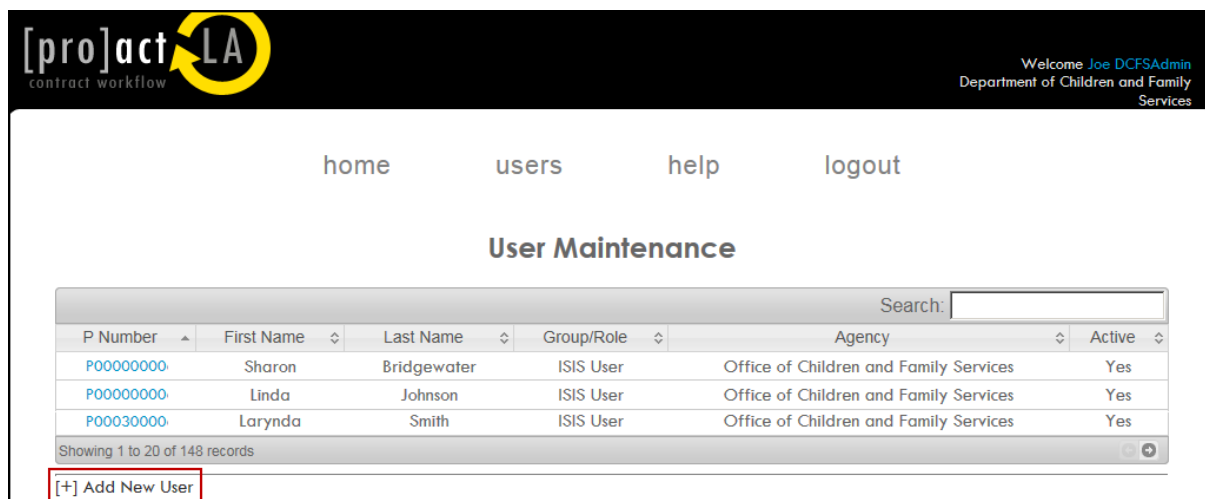 [pro]act LA
contract workflow
Welcome Joe DCFSAdmin
Department of Children and Family
Services
home users help logout
User Maintenance
Search:
P Number First Name Last Name Group/Role Agency Active
P00000000 Sharon Bridgewater ISIS User Office of Children and Family Services Yes
P00000000 Linda Johnson ISIS User Office of Children and Family Services Yes
P00030000 Larynda Smith ISIS User Office of Children and Family Services Yes
Showing 1 to 20 of 148 records
[+] Add New User